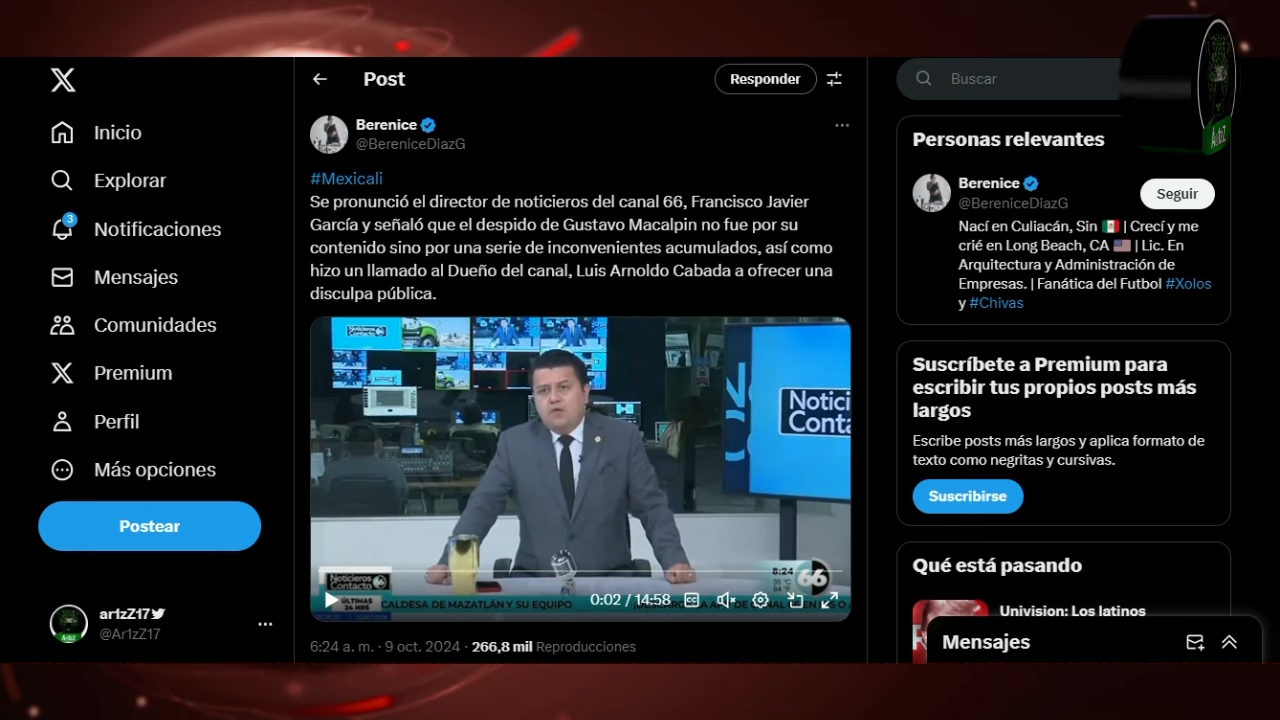 Inicio
Explorar
3
Notificaciones
Mensajes
Comunidades
Premium
Perfil
Más opciones
Postear
ar1zZ17
@Ar1zZ17
Post
Responder
Berenice
@BereniceDIazG
#Mexicali
Se pronunció el director de noticieros del canal 66, Francisco Javier
García y señaló que el despido de Gustavo Macalpin no fue por su
contenido sino por una serie de inconvenientes acumulados, así como
hizo un llamado al Dueño del canal, Luis Arnoldo Cabada a ofrecer una
disculpa pública.
Noticieros
Contacto
Notici
Conta
Noticieros
Contacto
8:24
66
ÚLTIMAS
24 HRS
CALDESA DE MAZATLÁN Y SU EQUIPO
0:02 / 14:58
6:24 a. m. · 9 oct. 2024 · 266,8 mil Reproducciones
Buscar
Personas relevantes
Berenice
@BereniceDIazG
Seguir
Nací en Culiacán, Sin | Crecí y me
crié en Long Beach, CA | Lic. En
Arquitectura y Administración de
Empresas. | Fanática del Futbol #Xolos
y #Chivas
Suscríbete a Premium para
escribir tus propios posts más
largos
Escribe posts más largos y aplica formato de
texto como negritas y cursivas.
Suscribirse
Qué está pasando
Univision: Los latinos
Mensajes